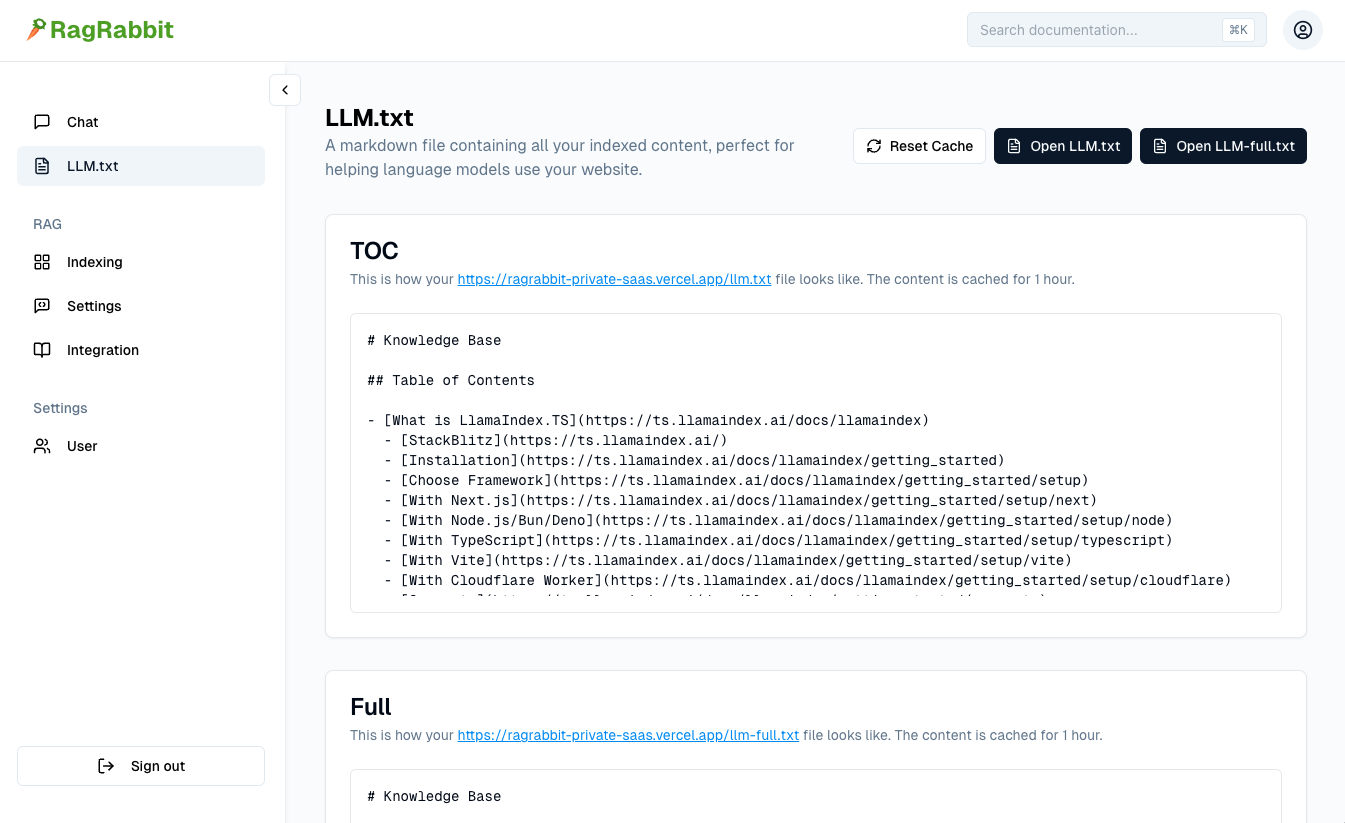 RagRabbit
Search documentation...
⌘K
Chat
LLM.txt
RAG
Indexing
Settings
Integration
Settings
User
Sign out
LLM.txt
A markdown file containing all your indexed content, perfect for
helping language models use your website.
Reset Cache
Open LLM.txt
Open LLM-full.txt
TOC
This is how your https://ragrabbit-private-saas.vercel.app/llm.txt file looks like. The content is cached for 1 hour.
# Knowledge Base
## Table of Contents
- [What is LlamaIndex.TS](https://ts.llamaindex.ai/docs/llamaindex)
- [StackBlitz](https://ts.llamaindex.ai/)
- [Installation](https://ts.llamaindex.ai/docs/llamaindex/getting_started)
- [Choose Framework](https://ts.llamaindex.ai/docs/llamaindex/getting_started/setup)
- [With Next.js](https://ts.llamaindex.ai/docs/llamaindex/getting_started/setup/next)
- [With Node.js/Bun/Deno](https://ts.llamaindex.ai/docs/llamaindex/getting_started/setup/node)
- [With TypeScript](https://ts.llamaindex.ai/docs/llamaindex/getting_started/setup/typescript)
- [With Vite](https://ts.llamaindex.ai/docs/llamaindex/getting_started/setup/vite)
- [With Cloudflare Worker](https://ts.llamaindex.ai/docs/llamaindex/getting_started/setup/cloudflare)
Full
This is how your https://ragrabbit-private-saas.vercel.app/llm-full.txt file looks like. The content is cached for 1 hour.
# Knowledge Base